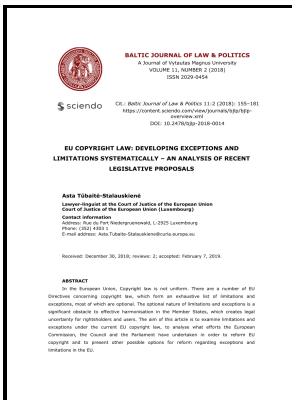 BALTIC JOURNAL OF LAW & POLITICS
A Journal of Vytautas Magnus University
VOLUME 11, NUMBER 2 (2018)
ISSN 2029-0454
sciendo
Cit.: Baltic Journal of Law & Politics 11:2 (2018): 155–181
https://content.sciendo.com/view/journals/bjlp/bjlp-
overview.xml
DOI: 10.2478/bjlp-2018-0014
EU COPYRIGHT LAW: DEVELOPING EXCEPTIONS AND
LIMITATIONS SYSTEMATICALLY – AN ANALYSIS OF RECENT
LEGISLATIVE PROPOSALS
Asta Tūbaitė-Stalauskienė
Lawyer-linguist at the Court of Justice of the European Union
Court of Justice of the European Union (Luxembourg)
Contact information
Address: Rue du Fort Niedergruenewald, L-2925 Luxembourg
Phone: (352) 4303 1
E-mail address: Asta.Tubaite-Stalauskiene@curia.europa.eu
Received: December 30, 2018; reviews: 2; accepted: February 7, 2019.
ABSTRACT
In the European Union, Copyright law is not uniform. There are a number of EU
Directives concerning copyright law, which form an exhaustive list of limitations and
exceptions, most of which are optional. The optional nature of limitations and exceptions is a
significant obstacle to effective harmonisation in the Member States, which creates legal
uncertainty for rightsholders and users. The aim of this article is to examine limitations and
exceptions under the current EU copyright law, to analyse what efforts the European
Commission, the Council and the Parliament have undertaken in order to reform EU
copyright and to present other possible options for reform regarding exceptions and
limitations in the EU.